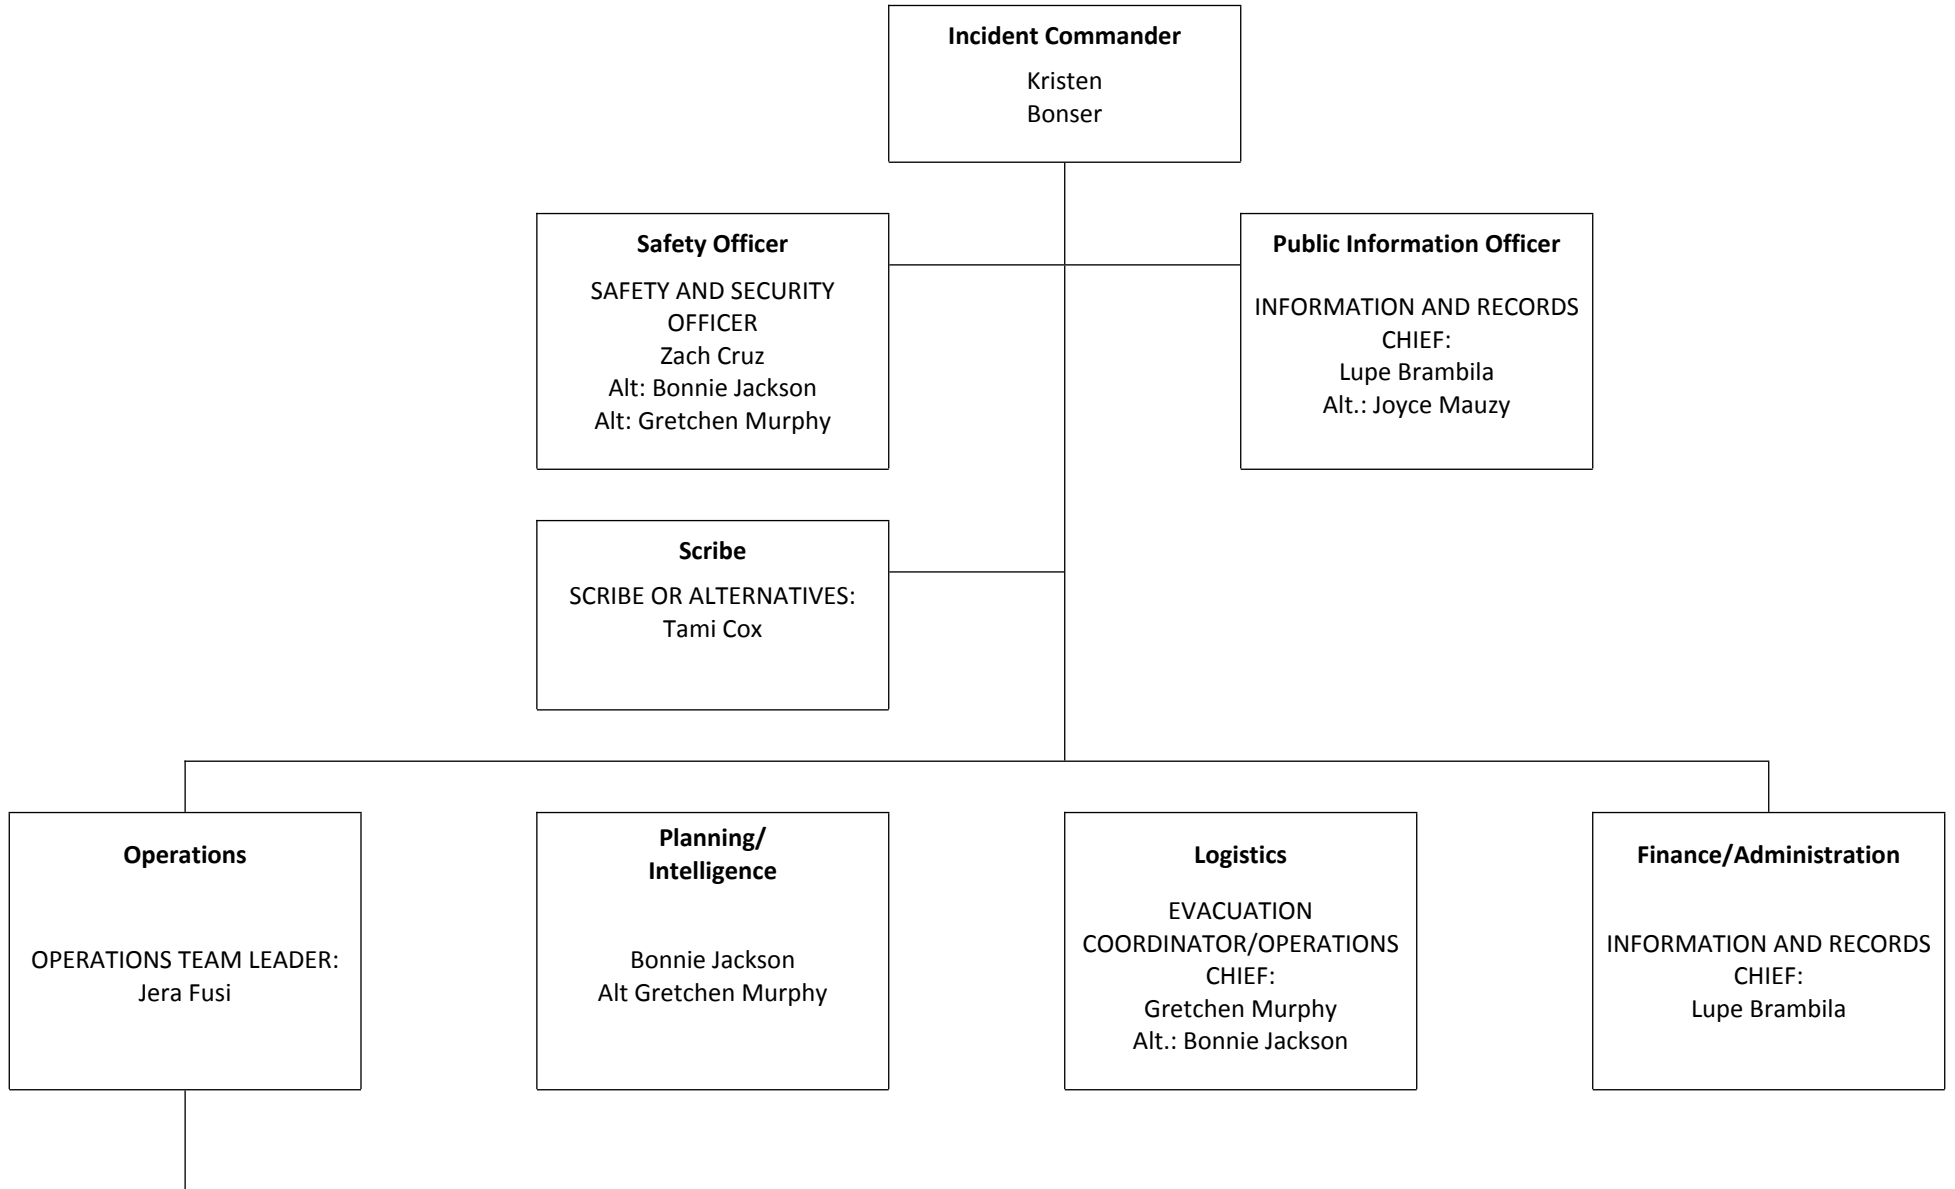 Incident Commander
Kristen
Bonser
Safety Officer
SAFETY AND SECURITY
OFFICER
Zach Cruz
Alt: Bonnie Jackson
Alt: Gretchen Murphy
Public Information Officer
INFORMATION AND RECORDS
CHIEF:
Lupe Brambila
Alt.: Joyce Mauzy
Scribe
SCRIBE OR ALTERNATIVES:
Tami Cox
Operations
OPERATIONS TEAM LEADER:
Jera Fusi
Planning/
Intelligence
Bonnie Jackson
Alt Gretchen Murphy
Logistics
EVACUATION
COORDINATOR/OPERATIONS
CHIEF:
Gretchen Murphy
Alt.: Bonnie Jackson
Finance/Administration
INFORMATION AND RECORDS
CHIEF:
Lupe Brambila